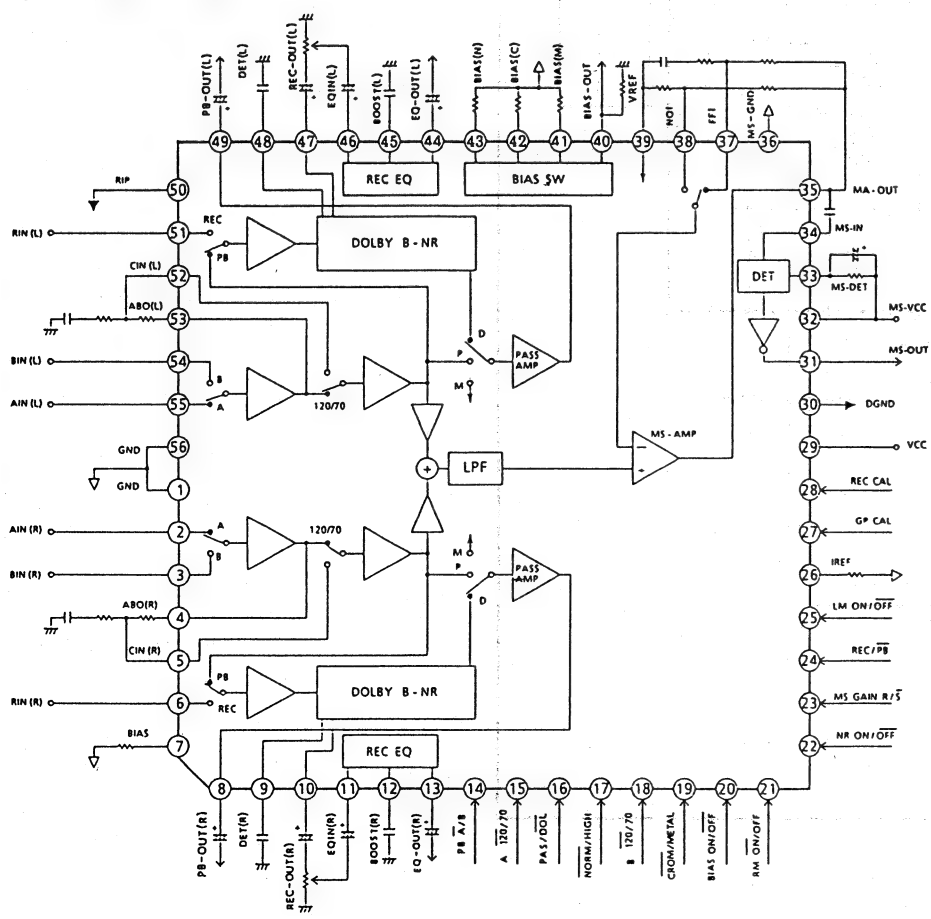 PB-OUT(L)
DET(L)
REC-OUT(L)
EQIN(L)
BOOST(L)
EQ-OUT(L)
BIAS(N)
BIAS(C)
BIAS(M)
BIAS-OUT
VREF
NOI
FFI
MS-GND
49 48 47 46 45 44 43 42 41 40 39 38 37 36
REC EQ
BIAS SW
RIP
50
RIN (L)
51
REC
PB
DOLBY B-NR
CIN (L)
52
ABO(L)
53
BIN (L)
54
B
AIN (L)
55
A
120/70
D
P
M
PASS
AMP
35
MA-OUT
34
MS-IN
DET
33
MS-DET
32
MS-VCC
31
MS-OUT
30
DGND
29
VCC
28
REC CAL
27
GP CAL
26
IREF
25
LM ON/OFF
24
REC/PB
23
MS GAIN R/S
22
NR ON/OFF
GND
56
GND
1
+
LPF
MS-AMP
-
+
AIN (R)
2
A
BIN (R)
3
B
120/70
ABO(R)
4
CIN (R)
5
M
P
D
PASS
AMP
RIN (R)
6
PB
REC
DOLBY B-NR
BIAS
7
REC EQ
8 9 10 11 12 13 14 15 16 17 18 19 20 21
PB-OUT(R)
DET(R)
REC-OUT(R)
EQIN(R)
BOOST(R)
EQ-OUT(R)
PB A/B
A 120/70
PAS/DOL
NORM/HIGH
B 120/70
CROM/METAL
BIAS ON/OFF
RM ON/OFF